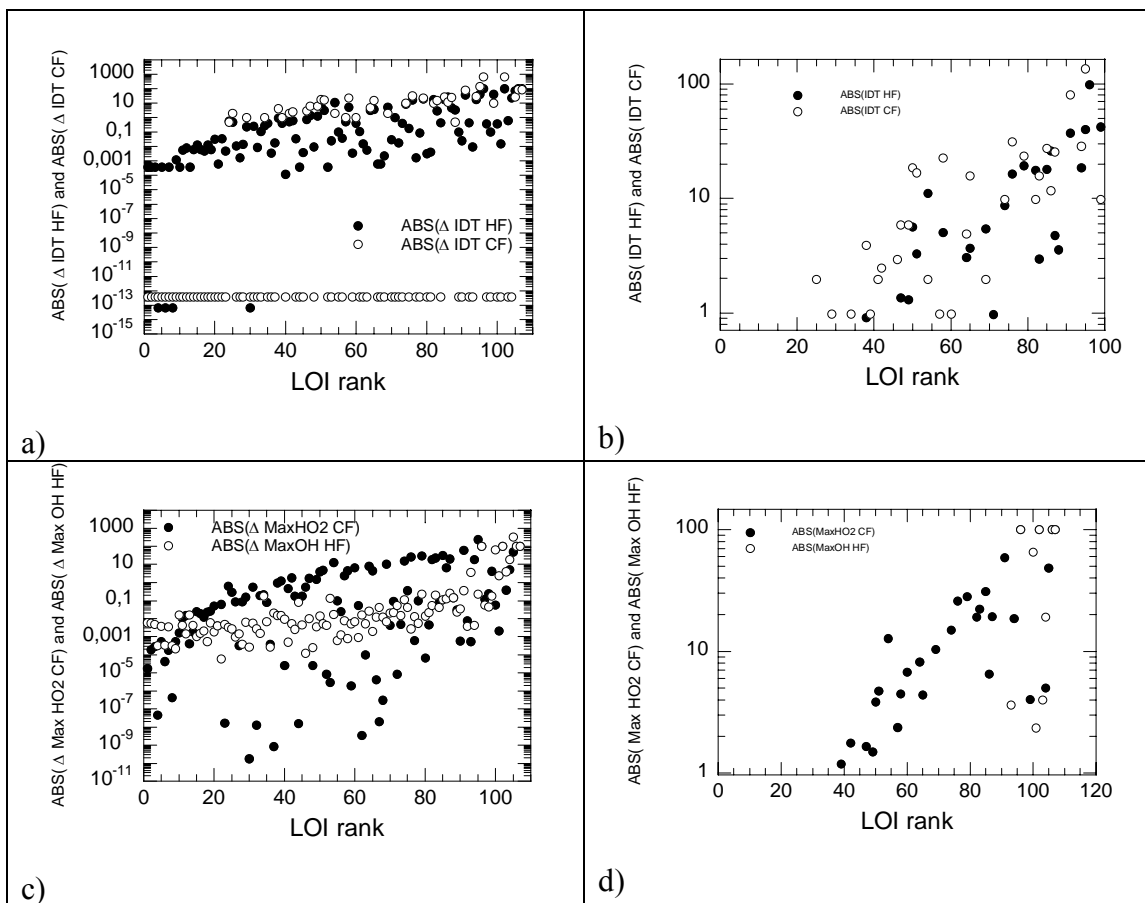 ABS( Δ IDT HF) and ABS( Δ IDT CF)
1000
10
0,1
0,001
10-5
10-7
10-9
10-11
10-13
10-15
ABS(Δ IDT HF)
ABS(Δ IDT CF)
0 20 40 60 80 100
LOI rank
a)
ABS( IDT HF) and ABS( IDT CF)
100
10
1
ABS(IDT HF)
ABS(IDT CF)
0 20 40 60 80 100
LOI rank
b)
ABS( Δ Max HO2 CF) and ABS( Δ Max OH HF)
1000
10
0,1
0,001
10-5
10-7
10-9
10-11
ABS(Δ MaxHO2 CF)
ABS(Δ MaxOH HF)
0 20 40 60 80 100
LOI rank
c)
ABS( Max HO2 CF) and ABS( Max OH HF)
100
10
1
ABS(MaxHO2 CF)
ABS(MaxOH HF)
0 20 40 60 80 100 120
LOI rank
d)